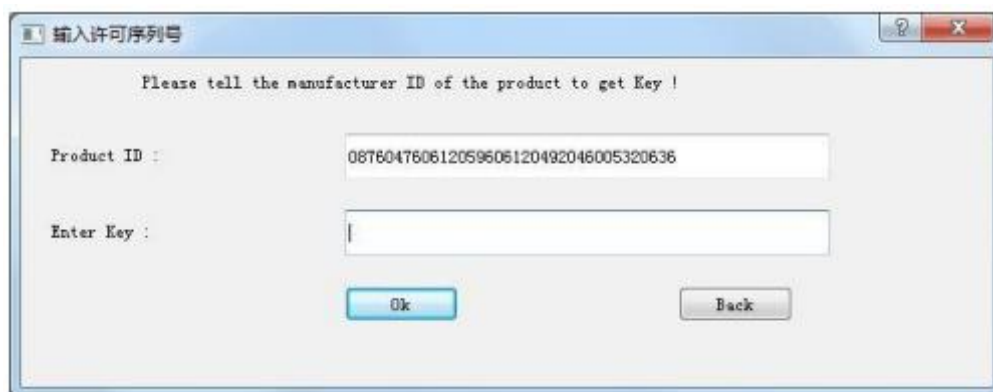 输入许可序列号
Please tell the manufacturer ID of the product to get Key !
Product ID :
087604760612059606120492046005320636
Enter Key :
Ok
Back